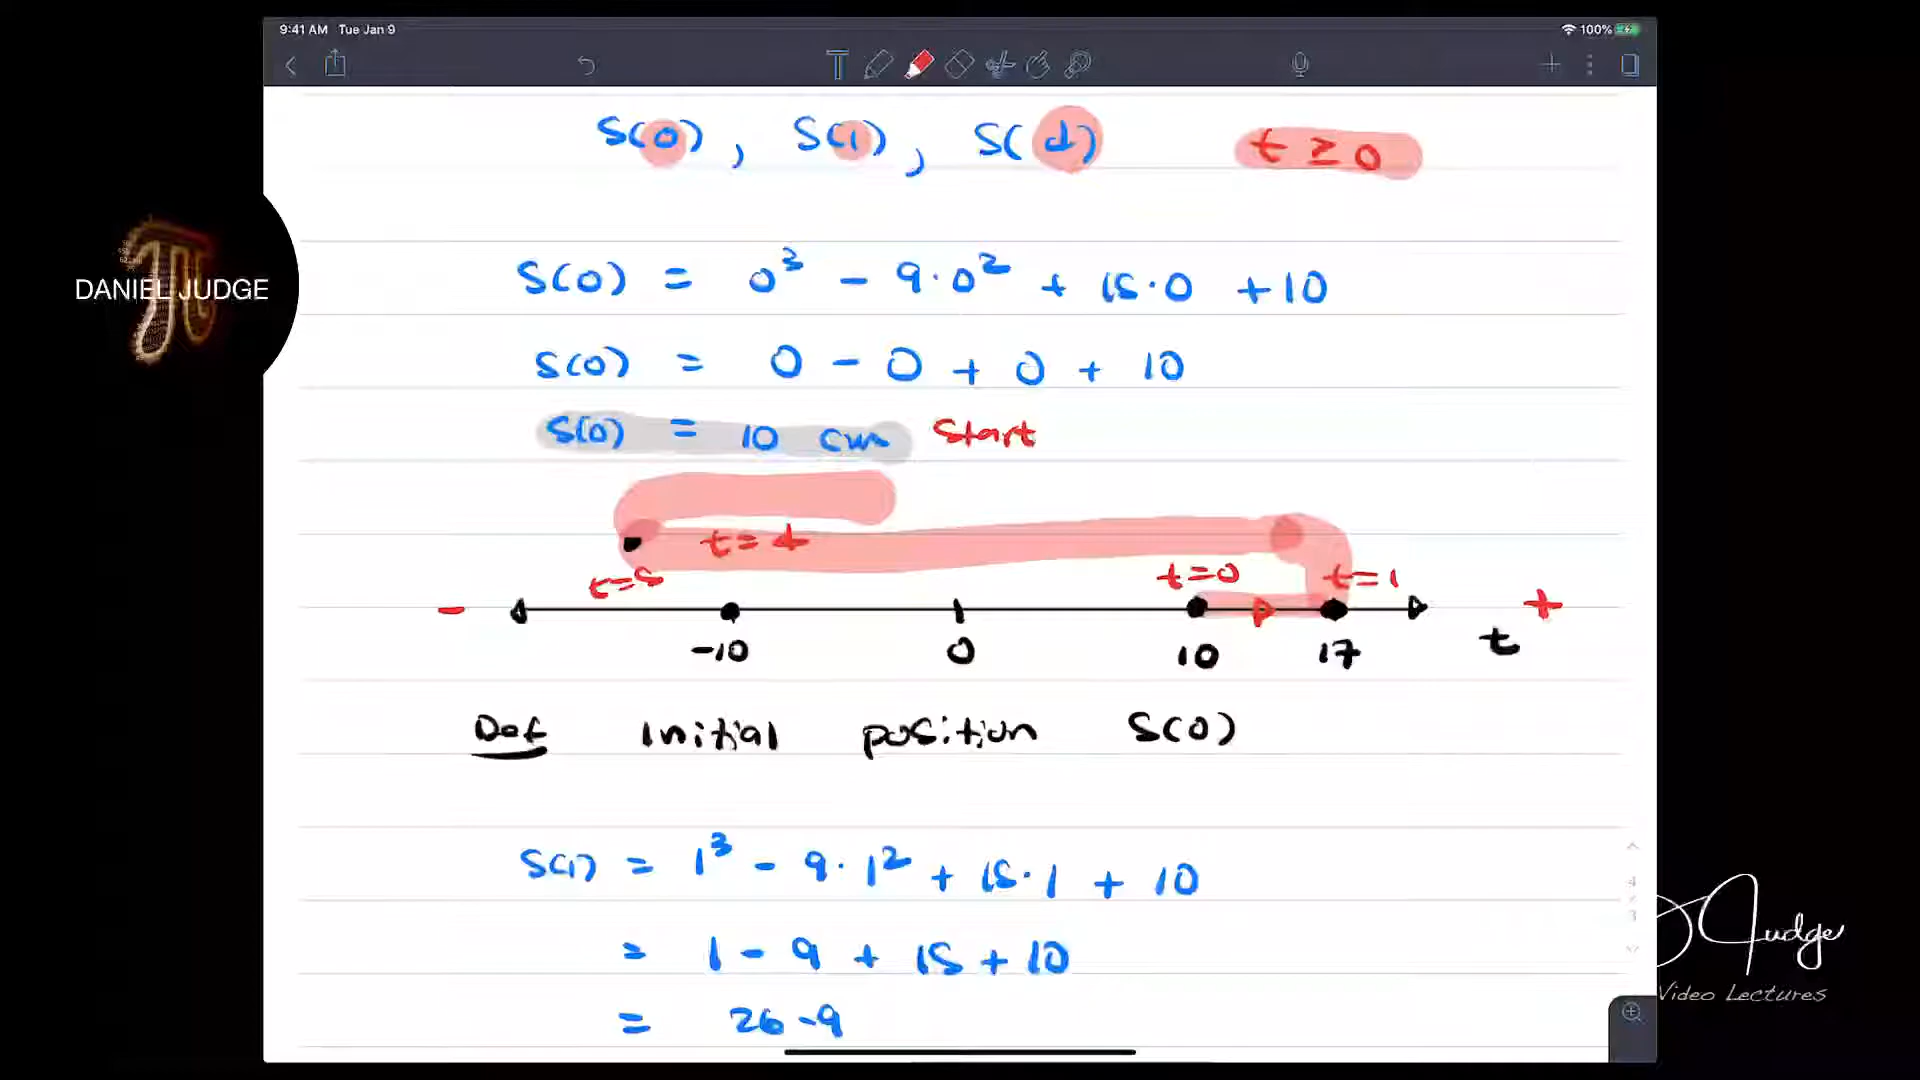 9:41 AM Tue Jan 9
100%
S(0), S(1), S(d) t ≥ 0
S(0) = 0³ - 9·0² + 15·0 + 10
S(0) = 0 - 0 + 0 + 10
S(0) = 10 cm Start
t=4
t=5 t=0 t=1
- +
-10 0 10 17 t
Def Initial position S(0)
S(1) = 1³ - 9·1² + 15·1 + 10
= 1 - 9 + 15 + 10
= 26-9
DANIEL JUDGE
4
3
Judge
Video Lectures